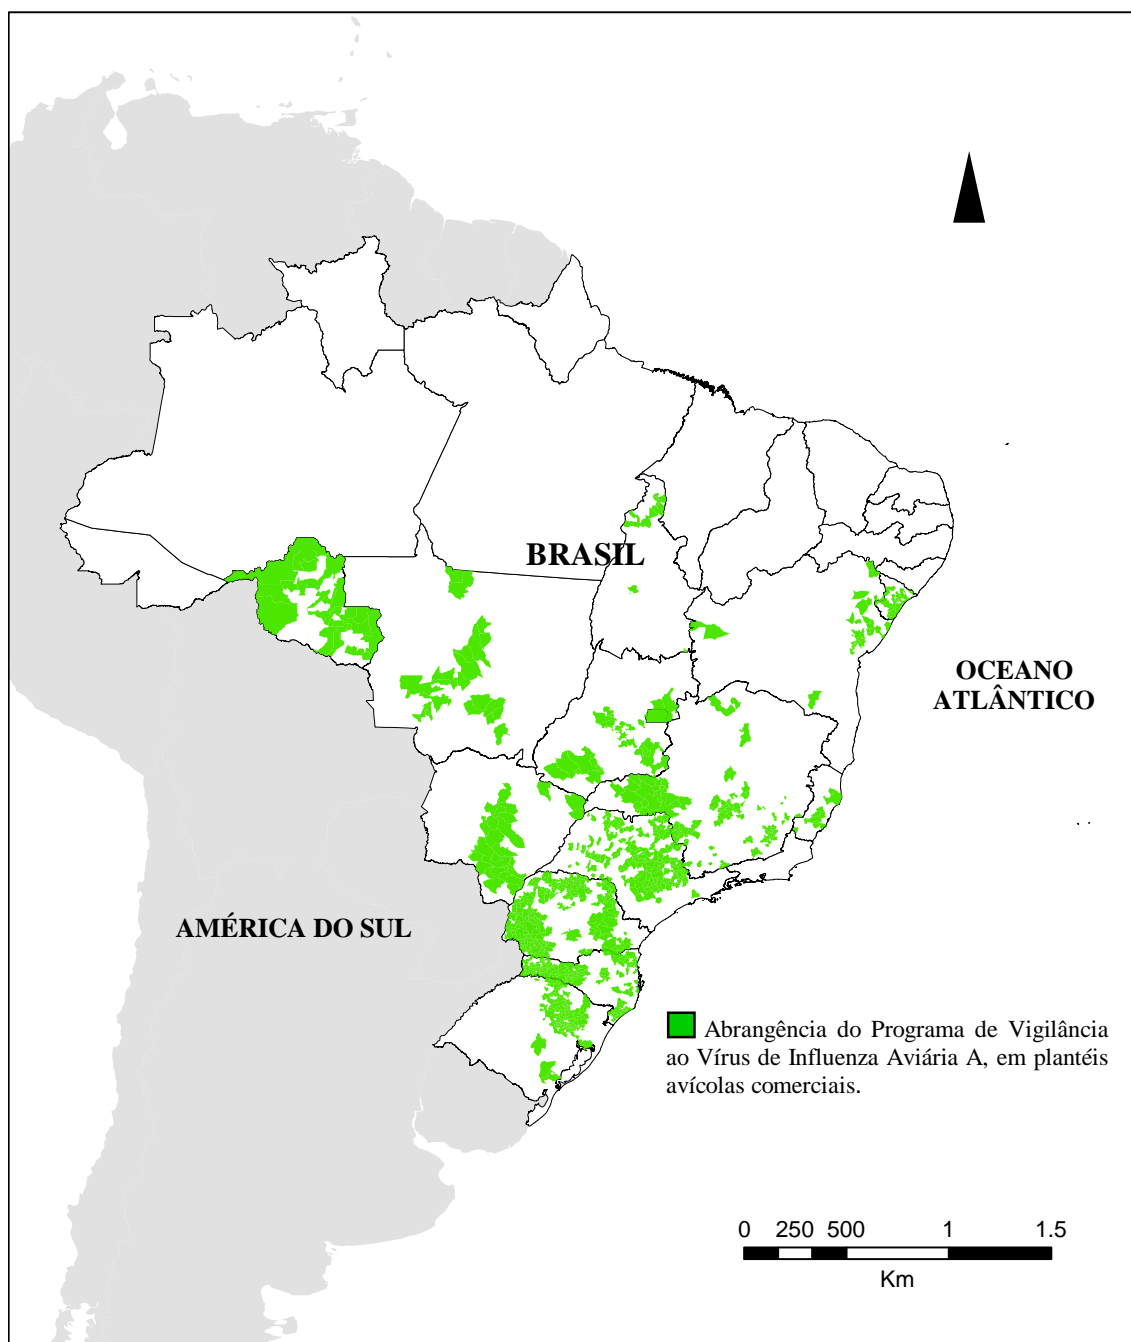 BRASIL
OCEANO
ATLÂNTICO
AMÉRICA DO SUL
Abrangência do Programa de Vigilância
ao Vírus de Influenza Aviária A, em plantéis
avícolas comerciais.
0 250 500 1 1.5
Km